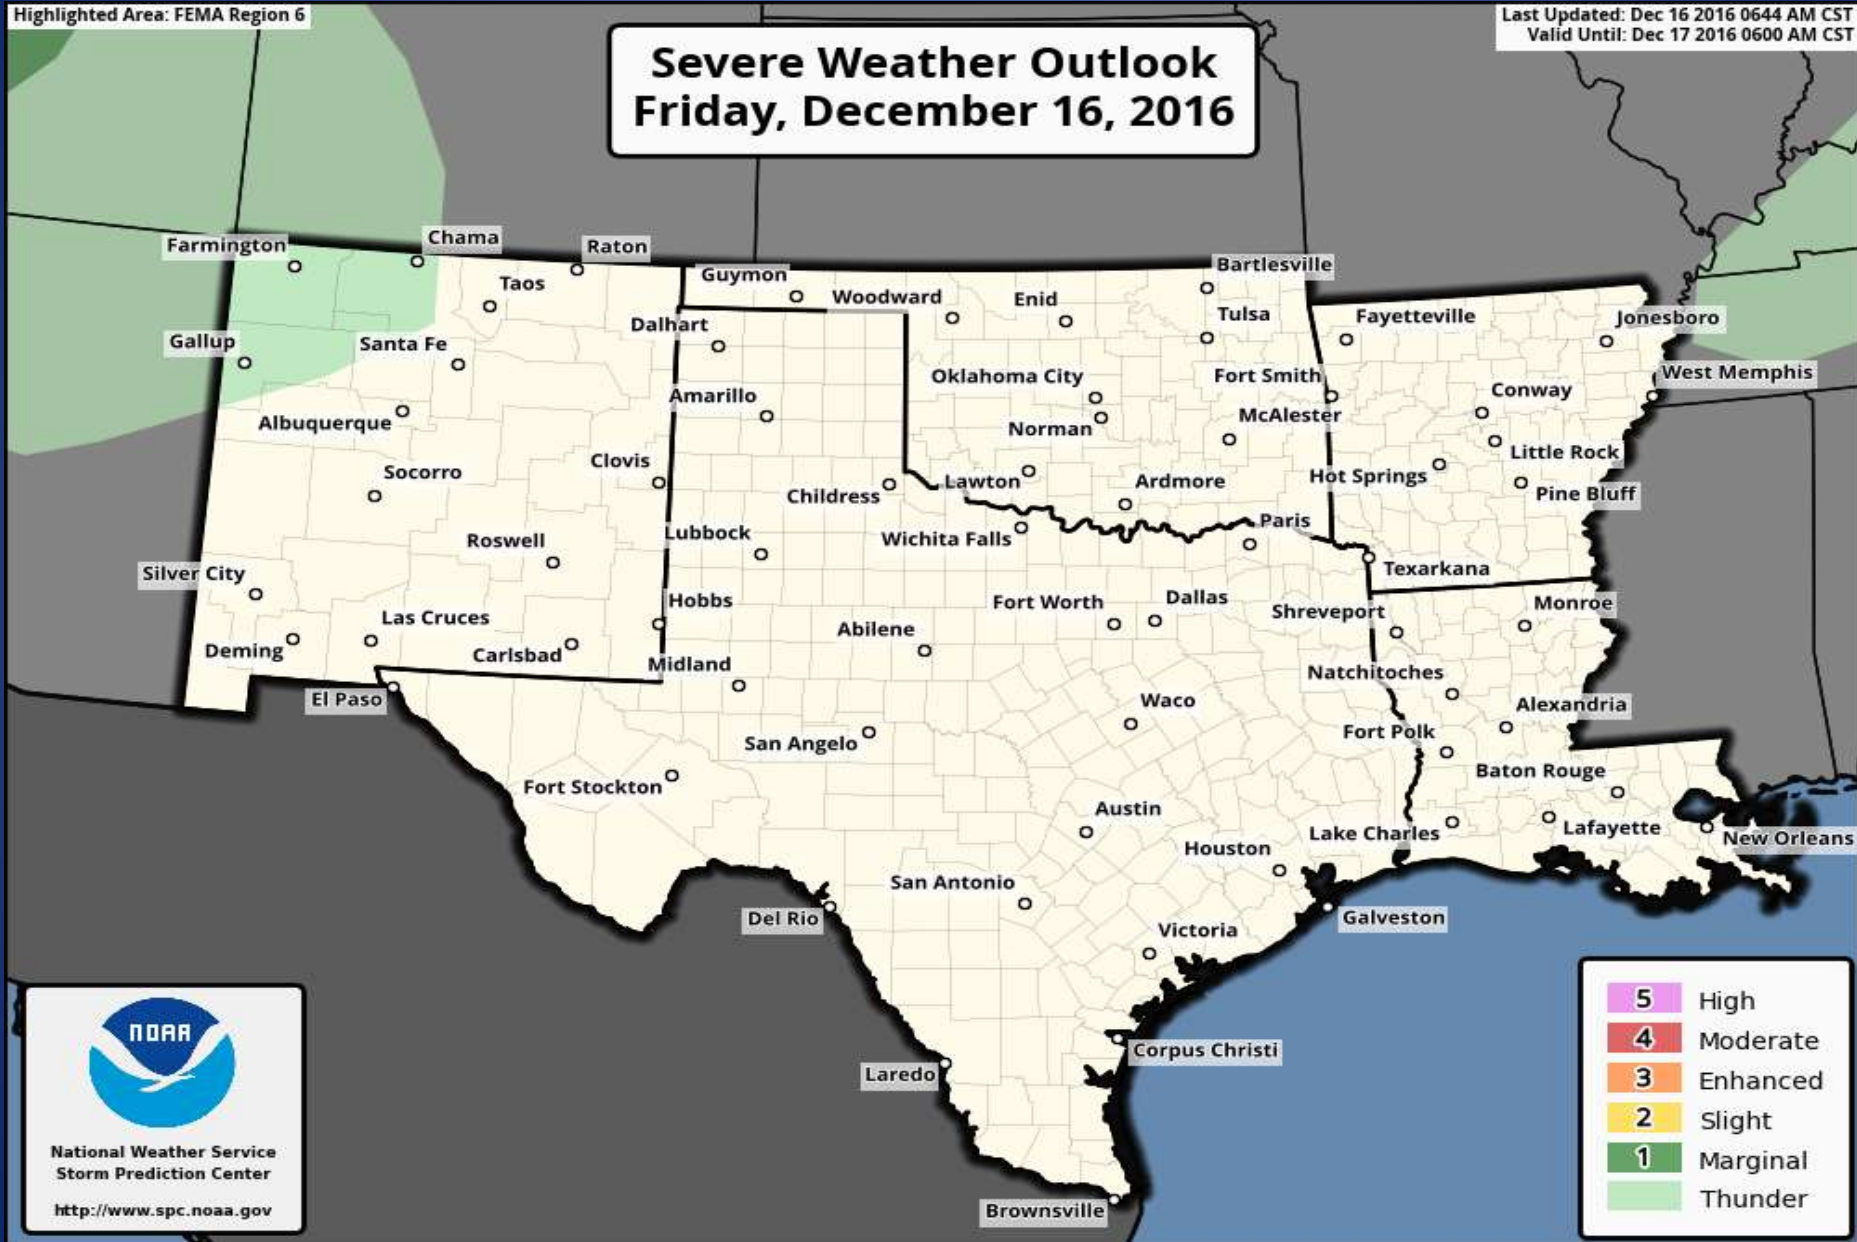 Highlighted Area: FEMA Region 6
Last Updated: Dec 16 2016 0644 AM CST
Valid Until: Dec 17 2016 0600 AM CST
Severe Weather Outlook
Friday, December 16, 2016
Farmington
Chama
Raton
Taos
Guymon
Woodward
Enid
Bartlesville
Tulsa
Fayetteville
Jonesboro
Gallup
Santa Fe
Dalhart
Oklahoma City
Fort Smith
Conway
West Memphis
Albuquerque
Amarillo
Norman
McAlester
Little Rock
Socorro
Clovis
Childress
Lawton
Ardmore
Hot Springs
Pine Bluff
Roswell
Lubbock
Wichita Falls
Paris
Texarkana
Silver City
Las Cruces
Hobbs
Fort Worth
Dallas
Shreveport
Monroe
Deming
Carlsbad
Midland
Abilene
Natchitoches
El Paso
San Angelo
Waco
Fort Polk
Alexandria
Fort Stockton
Baton Rouge
Austin
Lake Charles
Lafayette
New Orleans
Houston
San Antonio
Del Rio
Victoria
Galveston
Corpus Christi
Laredo
Brownsville
NOAA
National Weather Service
Storm Prediction Center
http://www.spc.noaa.gov
5 High
4 Moderate
3 Enhanced
2 Slight
1 Marginal
Thunder